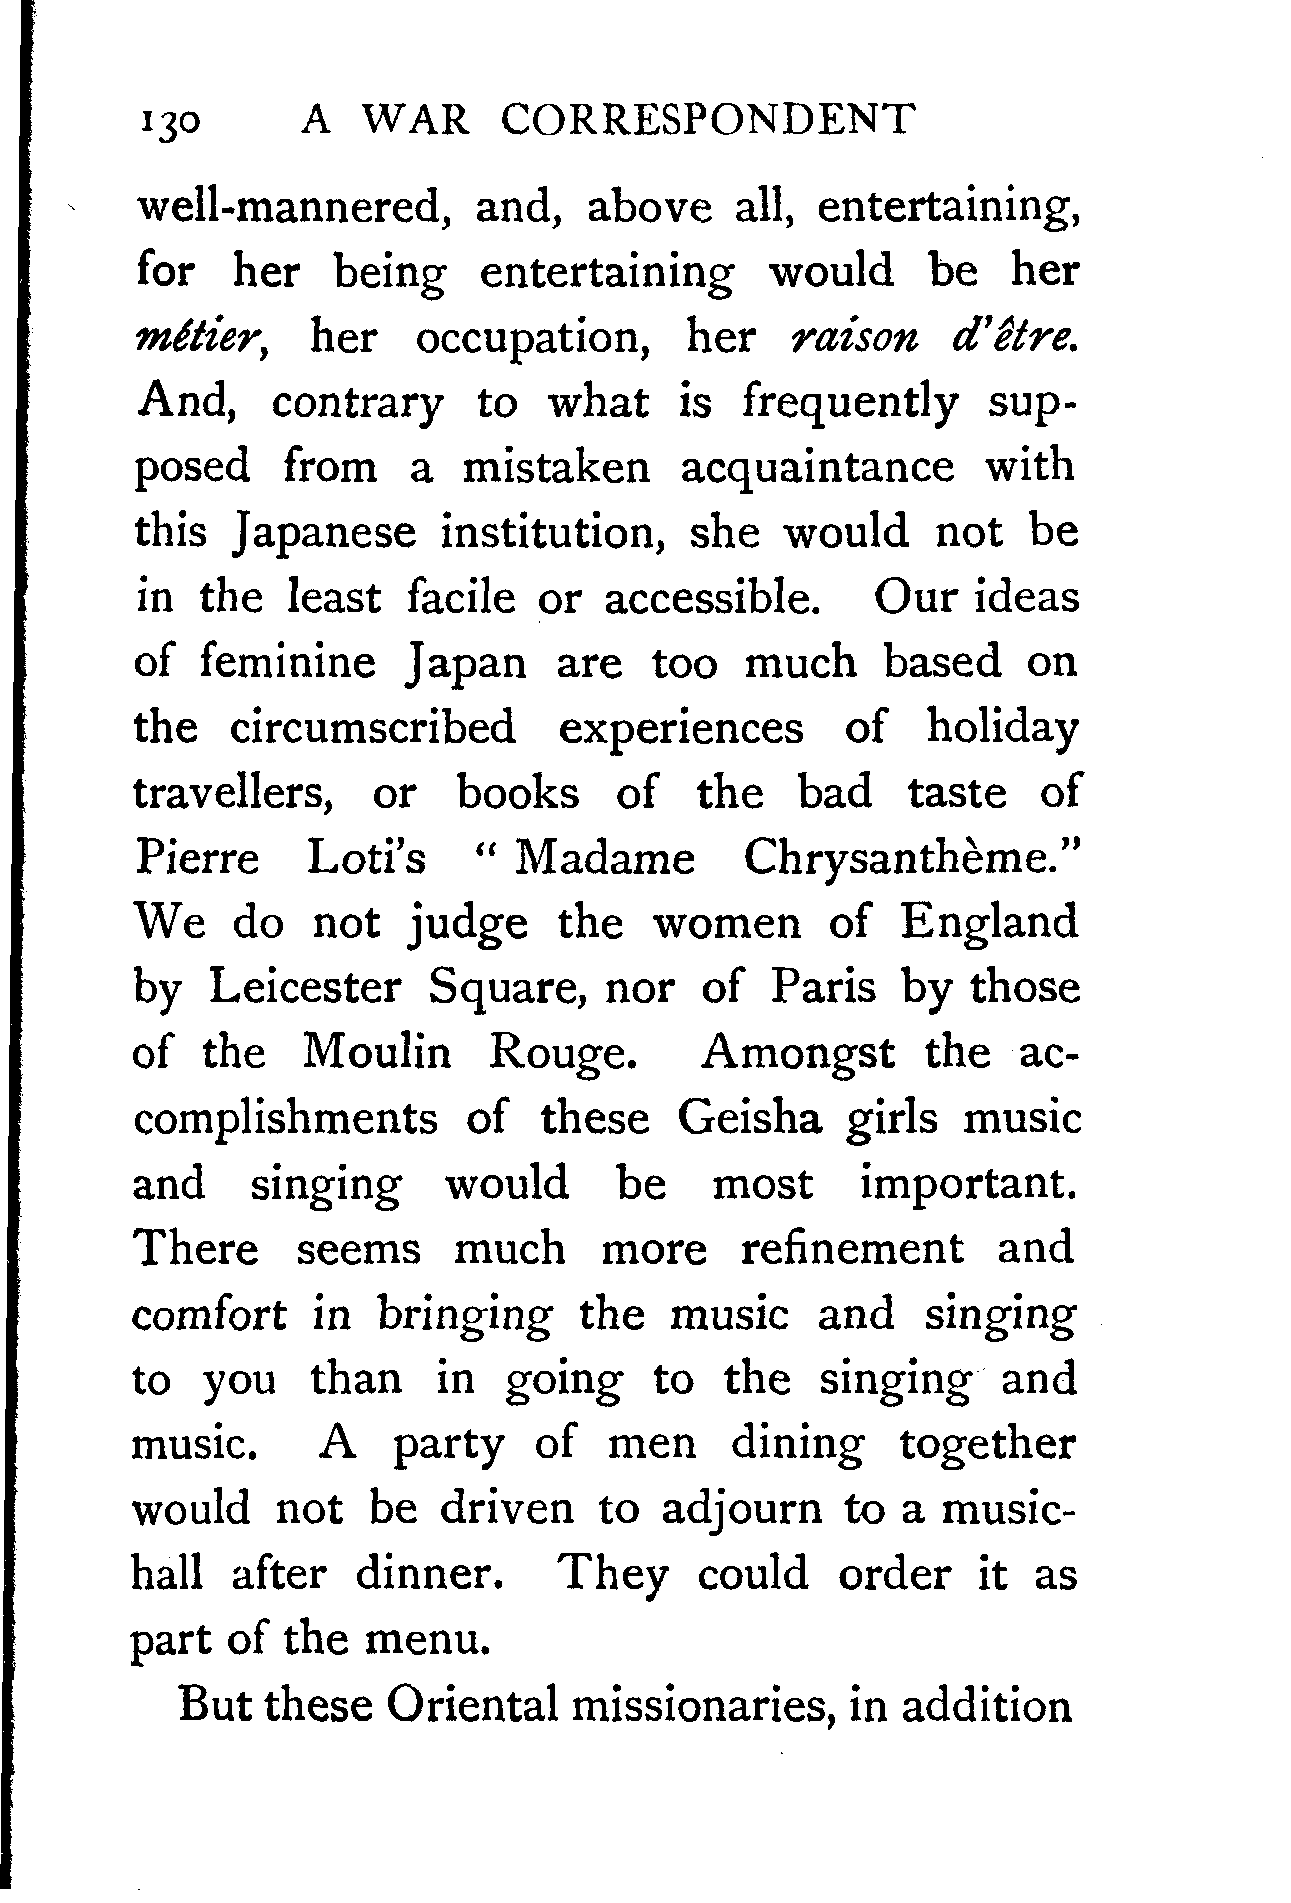 130 A WAR CORRESPONDENT
well-mannered, and, above all, entertaining,
for her being entertaining would be her
métier, her occupation, her raison d'être.
And, contrary to what is frequently sup-
posed from a mistaken acquaintance with
this Japanese institution, she would not be
in the least facile or accessible. Our ideas
of feminine Japan are too much based on
the circumscribed experiences of holiday
travellers, or books of the bad taste of
Pierre Loti's " Madame Chrysanthème."
We do not judge the women of England
by Leicester Square, nor of Paris by those
of the Moulin Rouge. Amongst the ac-
complishments of these Geisha girls music
and singing would be most important.
There seems much more refinement and
comfort in bringing the music and singing
to you than in going to the singing and
music. A party of men dining together
would not be driven to adjourn to a music-
hall after dinner. They could order it as
part of the menu.
But these Oriental missionaries, in addition